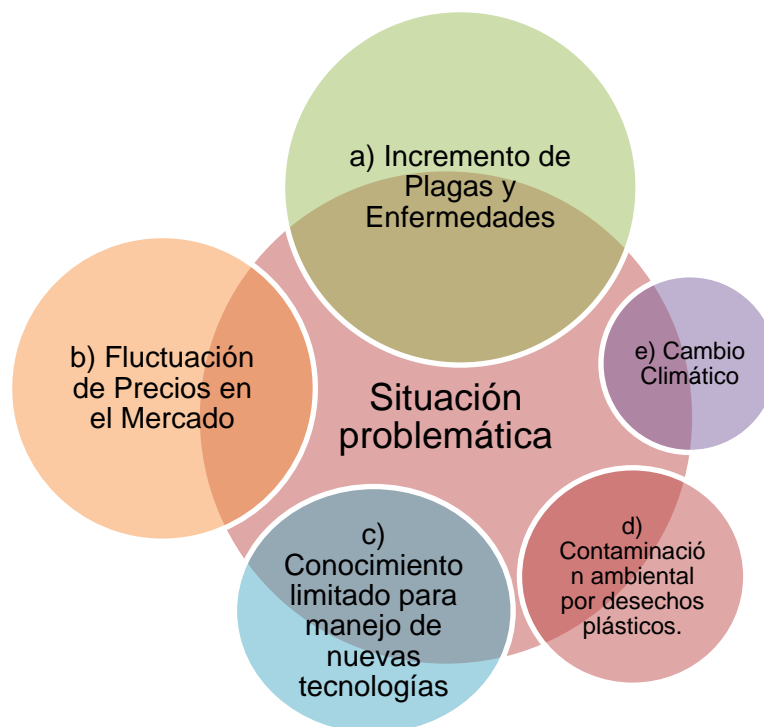 a) Incremento de
Plagas y
Enfermedades
b) Fluctuación
de Precios en
el Mercado
e) Cambio
Climático
Situación
problemática
c)
Conocimiento
limitado para
manejo de
nuevas
tecnologías
d)
Contaminació
n ambiental
por desechos
plásticos.